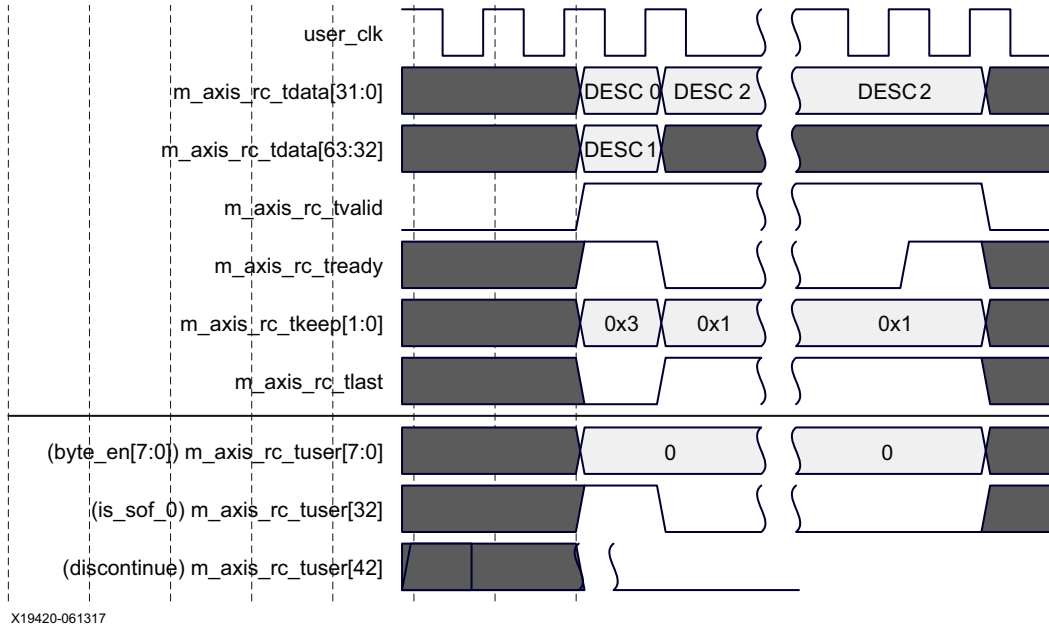 user_clk
m_axis_rc_tdata[31:0] DESC 0 DESC 2 DESC 2
m_axis_rc_tdata[63:32] DESC 1
m_axis_rc_tvalid
m_axis_rc_tready
m_axis_rc_tkeep[1:0] 0x3 0x1 0x1
m_axis_rc_tlast
(byte_en[7:0]) m_axis_rc_tuser[7:0] 0 0
(is_sof_0) m_axis_rc_tuser[32]
(discontinue) m_axis_rc_tuser[42]
X19420-061317